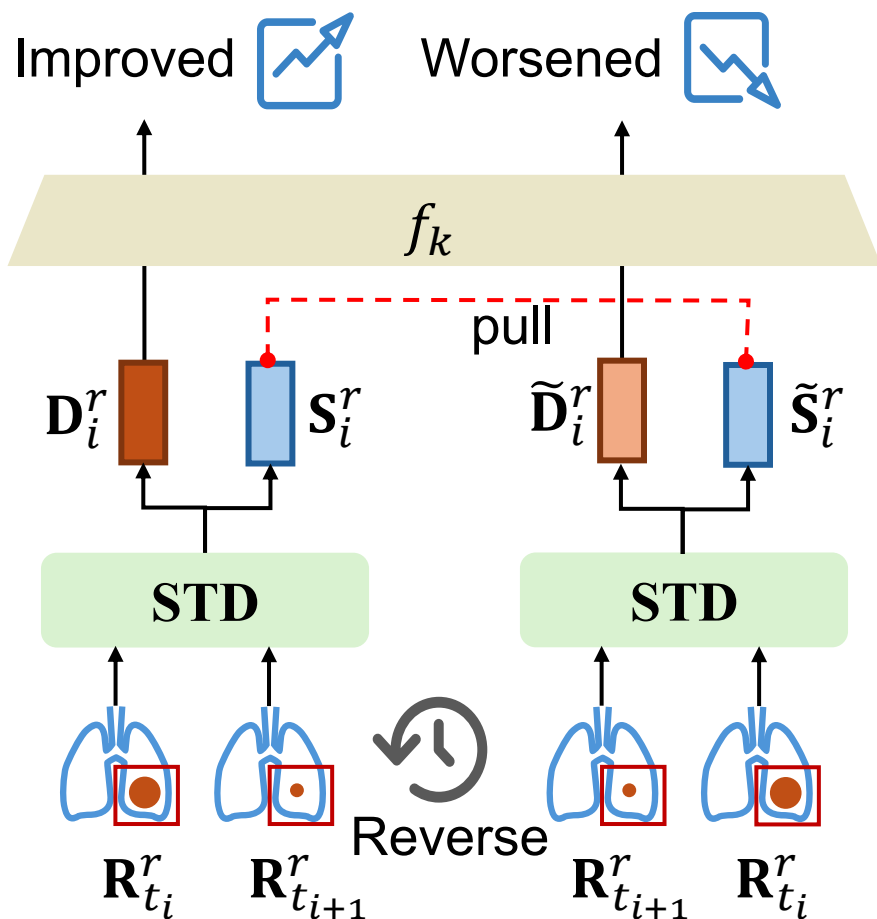 Improved Worsened
f_k
pull
D_i^r S_i^r D̃_i^r S̃_i^r
STD STD
Reverse
R_{t_i}^r R_{t_{i+1}}^r R_{t_{i+1}}^r R_{t_i}^r